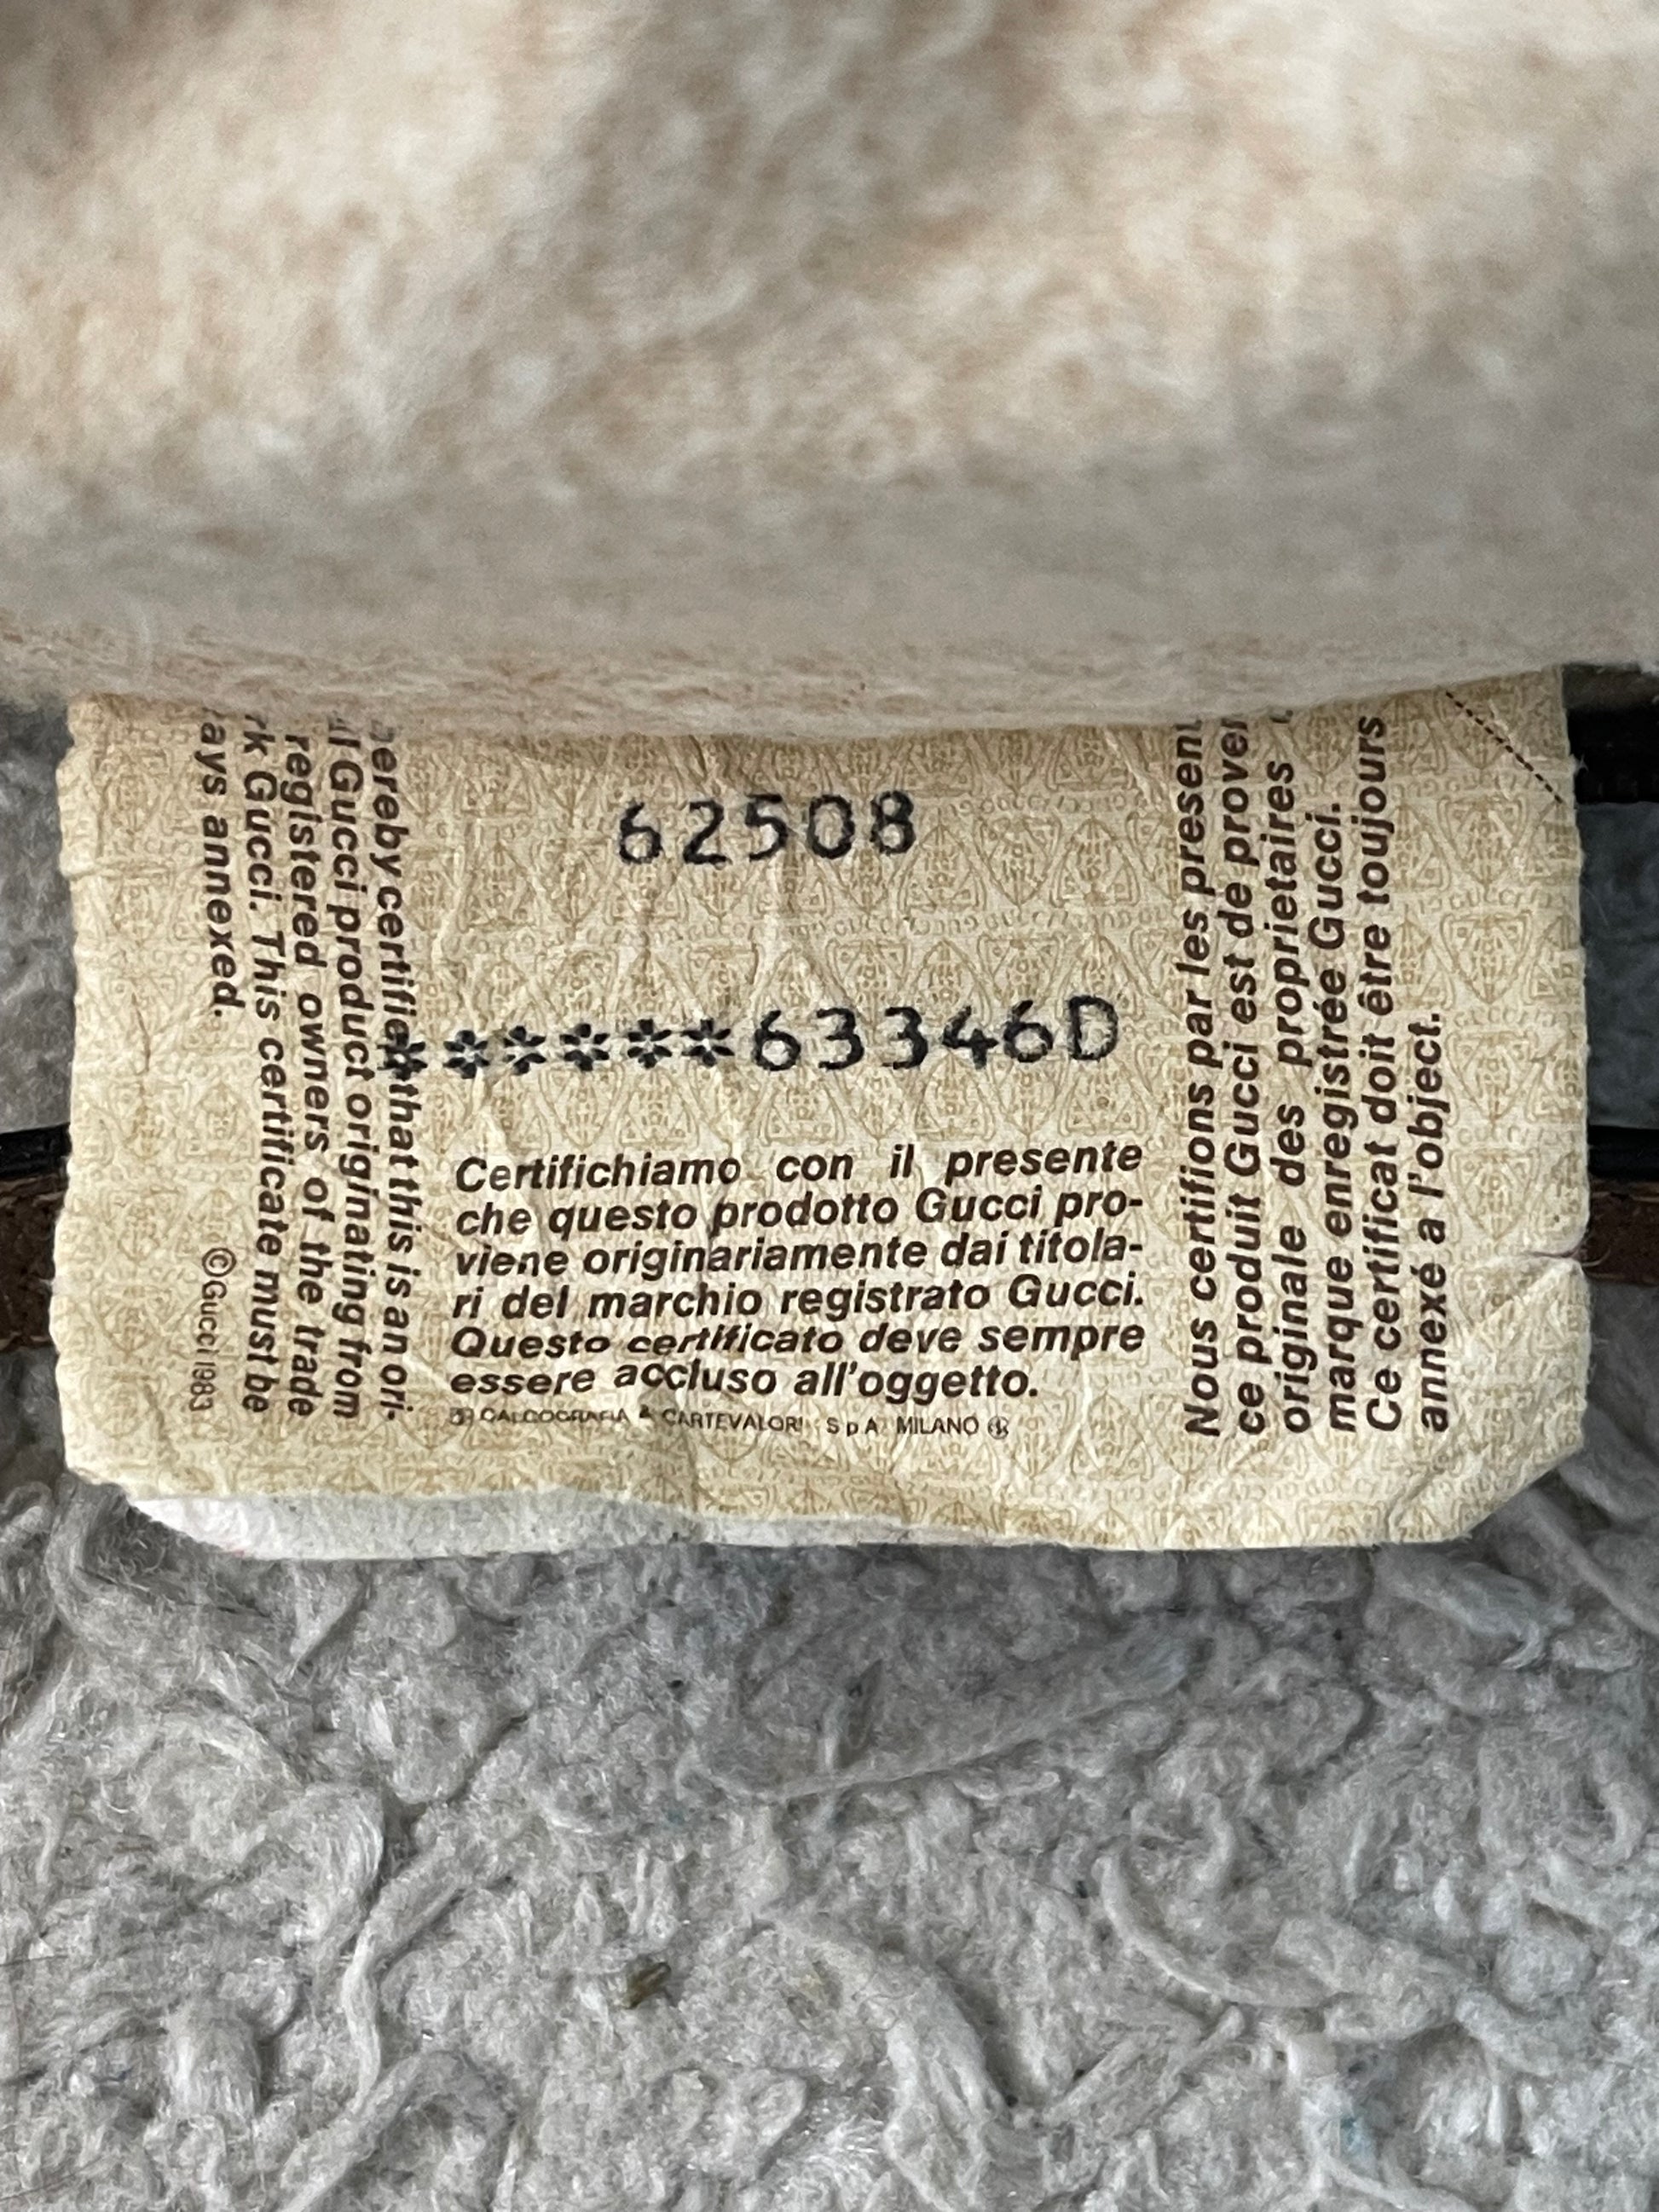 62508
******63346D
Certifichiamo con il presente
che questo prodotto Gucci pro-
viene originariamente dai titola-
ri del marchio registrato Gucci.
Questo certificato deve sempre
essere accluso all'oggetto.
CALCOGRAFIA & CARTEVALORI S.p.A. MILANO
ereby certifie that this is an ori-
l Gucci product originating from
registered owners of the trade
rk Gucci. This certificate must be
ays annexed.
©Gucci 1983
Nous certifions par les present
ce produit Gucci est de prove
originale des proprietaires
marque enregistrée Gucci.
Ce certificat doit être toujours
annexé a l'object.